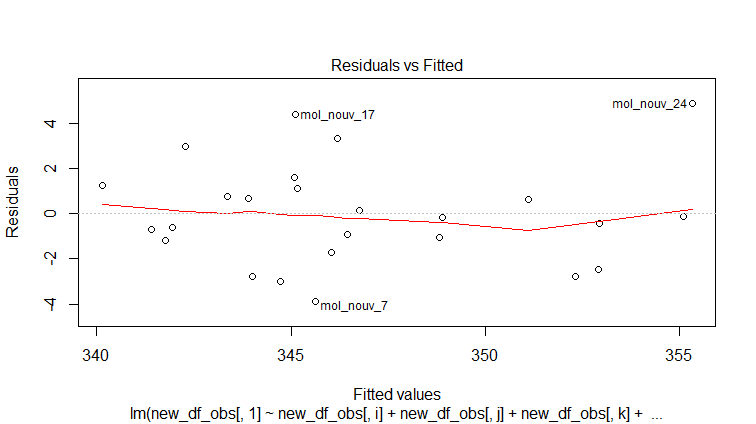 Residuals vs Fitted
Residuals
4
2
0
-2
-4
mol_nouv_17
mol_nouv_24
mol_nouv_7
340 345 350 355
Fitted values
lm(new_df_obs[, 1] ~ new_df_obs[, i] + new_df_obs[, j] + new_df_obs[, k] + ...